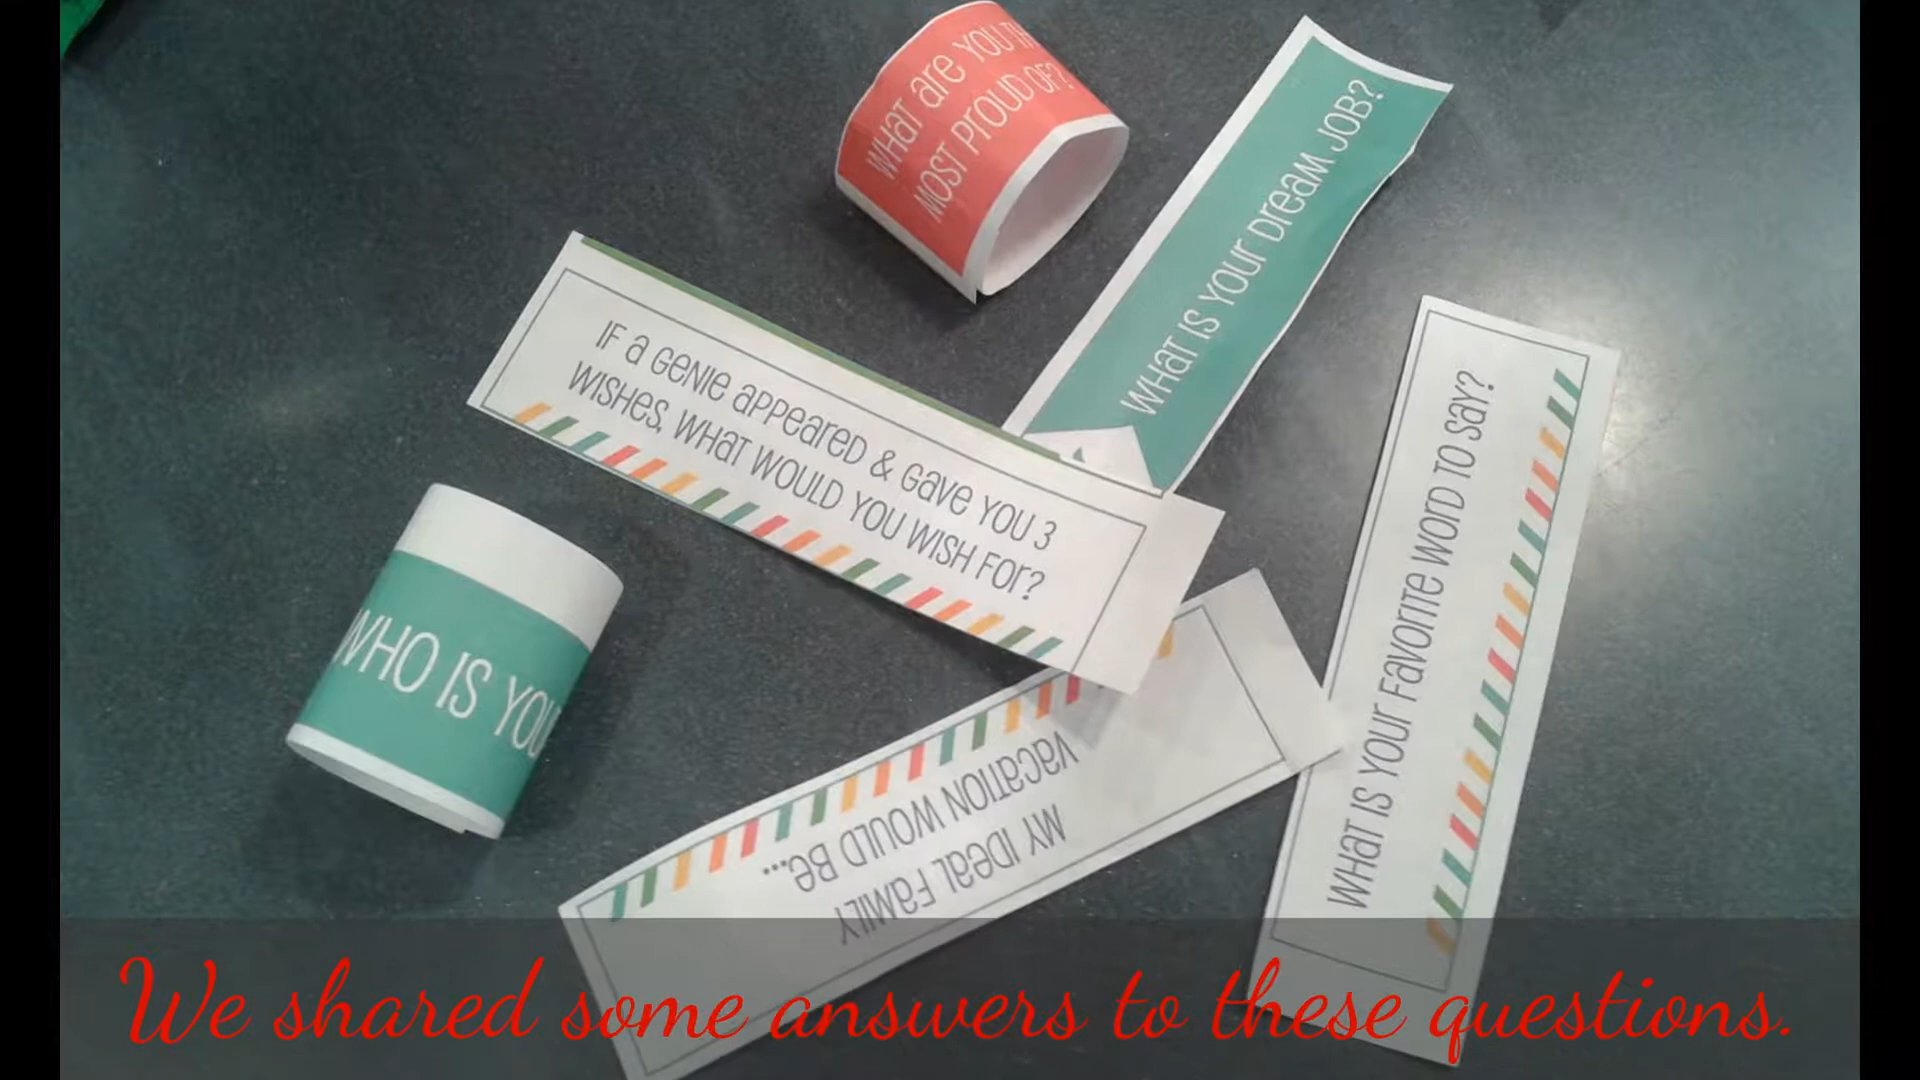 WHAT ARE YOU
MOST PROUD OF?
WHAT IS YOUR DREAM JOB?
IF A GENIE APPEARED & GAVE YOU 3
WISHES, WHAT WOULD YOU WISH FOR?
WHO IS
WHAT IS YOUR FAVORITE WORD TO SAY?
MY IDEAL FAMILY
VACATION WOULD BE...
We shared some answers to these questions.